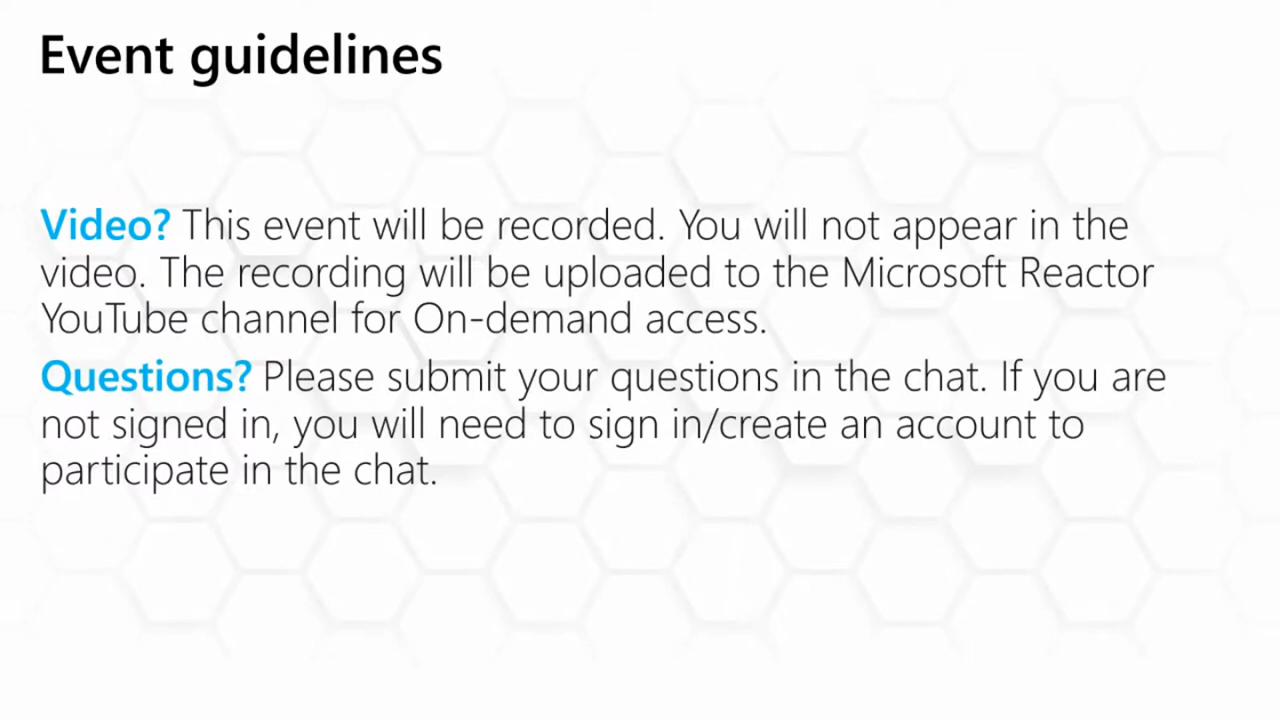 Event guidelines
Video? This event will be recorded. You will not appear in the
video. The recording will be uploaded to the Microsoft Reactor
YouTube channel for On-demand access.
Questions? Please submit your questions in the chat. If you are
not signed in, you will need to sign in/create an account to
participate in the chat.